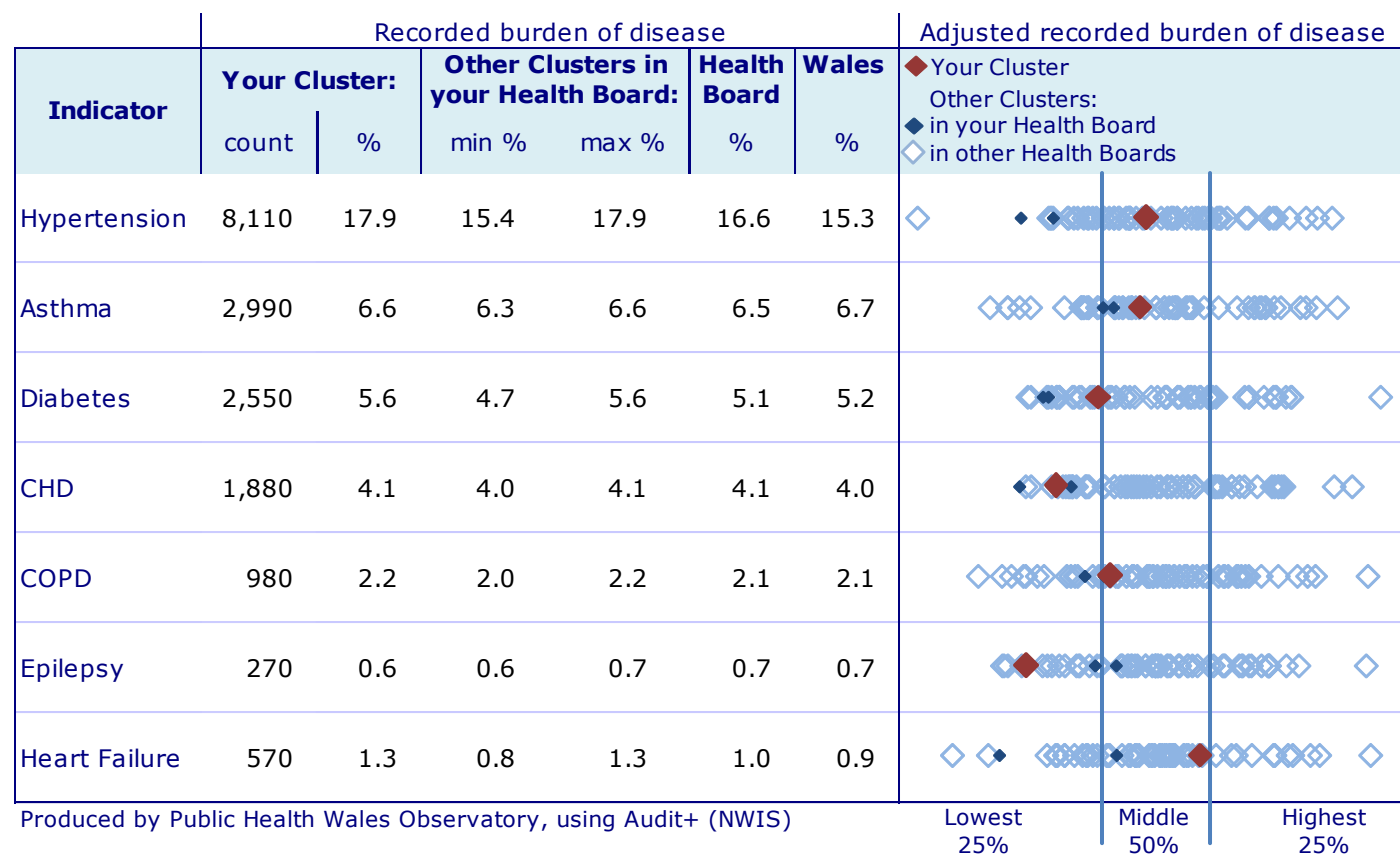 Recorded burden of disease Adjusted recorded burden of disease
Indicator Your Cluster: Other Clusters in your Health Board: Health Board Wales
count % min % max % % %
Your Cluster
Other Clusters:
in your Health Board
in other Health Boards
Hypertension 8,110 17.9 15.4 17.9 16.6 15.3
Asthma 2,990 6.6 6.3 6.6 6.5 6.7
Diabetes 2,550 5.6 4.7 5.6 5.1 5.2
CHD 1,880 4.1 4.0 4.1 4.1 4.0
COPD 980 2.2 2.0 2.2 2.1 2.1
Epilepsy 270 0.6 0.6 0.7 0.7 0.7
Heart Failure 570 1.3 0.8 1.3 1.0 0.9
Produced by Public Health Wales Observatory, using Audit+ (NWIS)
Lowest 25% Middle 50% Highest 25%